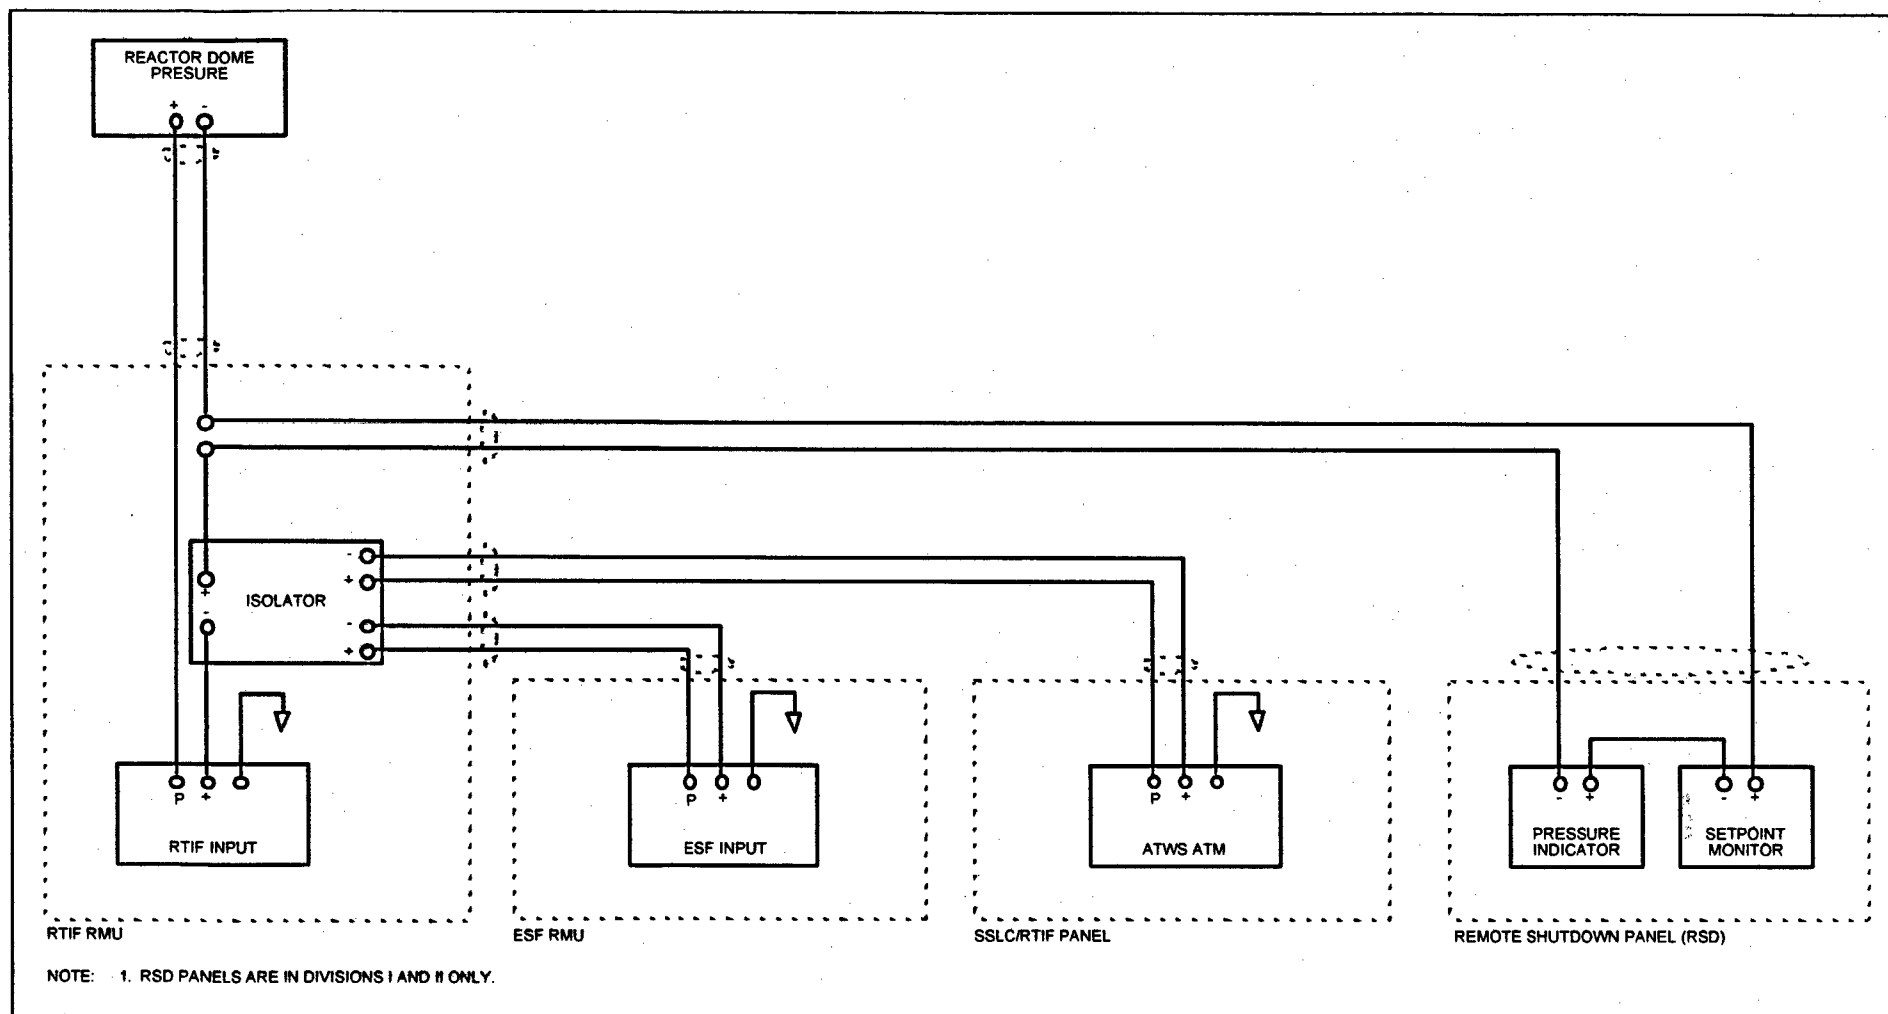 REACTOR DOME
PRESURE
+ -
-
+
+
ISOLATOR
-
-
+
P +
RTIF INPUT
P +
ESF INPUT
P +
ATWS ATM
- +
PRESSURE
INDICATOR
- +
SETPOINT
MONITOR
RTIF RMU
ESF RMU
SSLC/RTIF PANEL
REMOTE SHUTDOWN PANEL (RSD)
NOTE: 1. RSD PANELS ARE IN DIVISIONS I AND II ONLY.